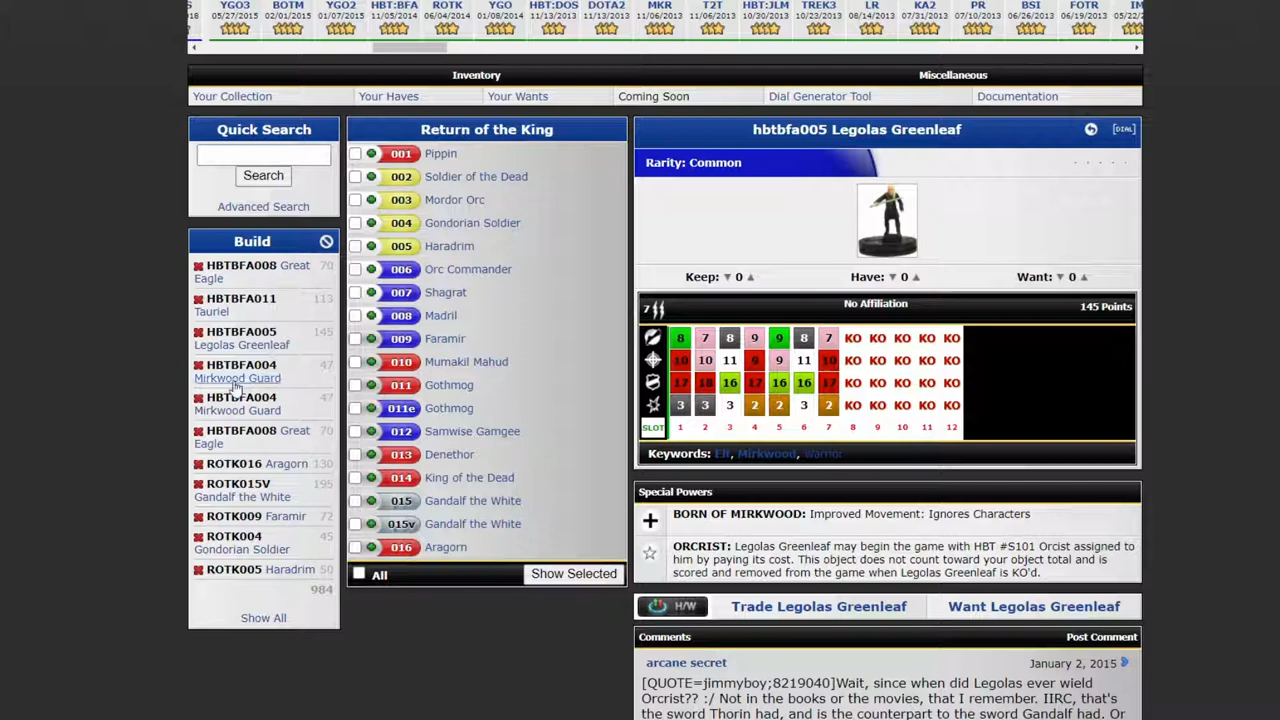 S YGO3 BOTM YGO2 HBT:BFA ROTK YGO HBT:DOS DOTA2 MKR T2T HBT:JLM TREK3 LR KA2 PR BSI FOTR IM
018 05/27/2015 02/01/2015 01/07/2015 11/05/2014 06/04/2014 01/08/2014 11/13/2013 11/13/2013 11/06/2013 11/06/2013 10/30/2013 10/23/2013 08/14/2013 07/31/2013 07/10/2013 06/26/2013 06/19/2013 05/22/
Inventory Miscellaneous
Your Collection Your Haves Your Wants Coming Soon Dial Generator Tool Documentation
Quick Search
Search
Advanced Search
Build
HBTBFA008 Great 70
Eagle
HBTBFA011 113
Tauriel
HBTBFA005 145
Legolas Greenleaf
HBTBFA004 47
Mirkwood Guard
HBTBFA004 47
Mirkwood Guard
HBTBFA008 Great 70
Eagle
ROTK016 Aragorn 130
ROTK015V 195
Gandalf the White
ROTK009 Faramir 72
ROTK004 45
Gondorian Soldier
ROTK005 Haradrim 50
984
Show All
Return of the King
001 Pippin
002 Soldier of the Dead
003 Mordor Orc
004 Gondorian Soldier
005 Haradrim
006 Orc Commander
007 Shagrat
008 Madril
009 Faramir
010 Mumakil Mahud
011 Gothmog
011e Gothmog
012 Samwise Gamgee
013 Denethor
014 King of the Dead
015 Gandalf the White
015v Gandalf the White
016 Aragorn
All Show Selected
hbtbfa005 Legolas Greenleaf [DIAL]
Rarity: Common
Keep: ▼ 0 ▲ Have: ▼ 0 ▲ Want: ▼ 0 ▲
7 No Affiliation 145 Points
8 7 8 9 9 8 7 KO KO KO KO KO
10 10 11 9 9 11 10 KO KO KO KO KO
17 18 16 17 16 16 17 KO KO KO KO KO
3 3 3 2 2 3 2 KO KO KO KO KO
SLOT 1 2 3 4 5 6 7 8 9 10 11 12
Keywords: Elf, Mirkwood, Warrior
Special Powers
BORN OF MIRKWOOD: Improved Movement: Ignores Characters
ORCRIST: Legolas Greenleaf may begin the game with HBT #S101 Orcist assigned to
him by paying its cost. This object does not count toward your object total and is
scored and removed from the game when Legolas Greenleaf is KO'd.
H/W Trade Legolas Greenleaf Want Legolas Greenleaf
Comments Post Comment
arcane secret January 2, 2015
[QUOTE=jimmyboy;8219040]Wait, since when did Legolas ever wield
Orcrist?? :/ Not in the books or the movies, that I remember. IIRC, that's
the sword Thorin had, and is the counterpart to the sword Gandalf had. Or